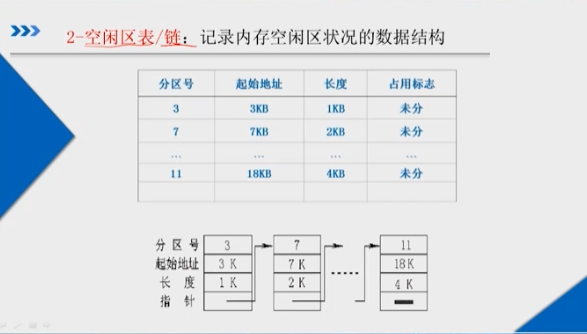 2-空闲区表/链：记录内存空闲区状况的数据结构
分区号 起始地址 长度 占用标志
3 3KB 1KB 未分
7 7KB 2KB 未分
... ... ...
11 18KB 4KB 未分
分区号 3 7 11
起始地址 3 K 7 K 18K
长 度 1 K 2 K 4 K
指 针